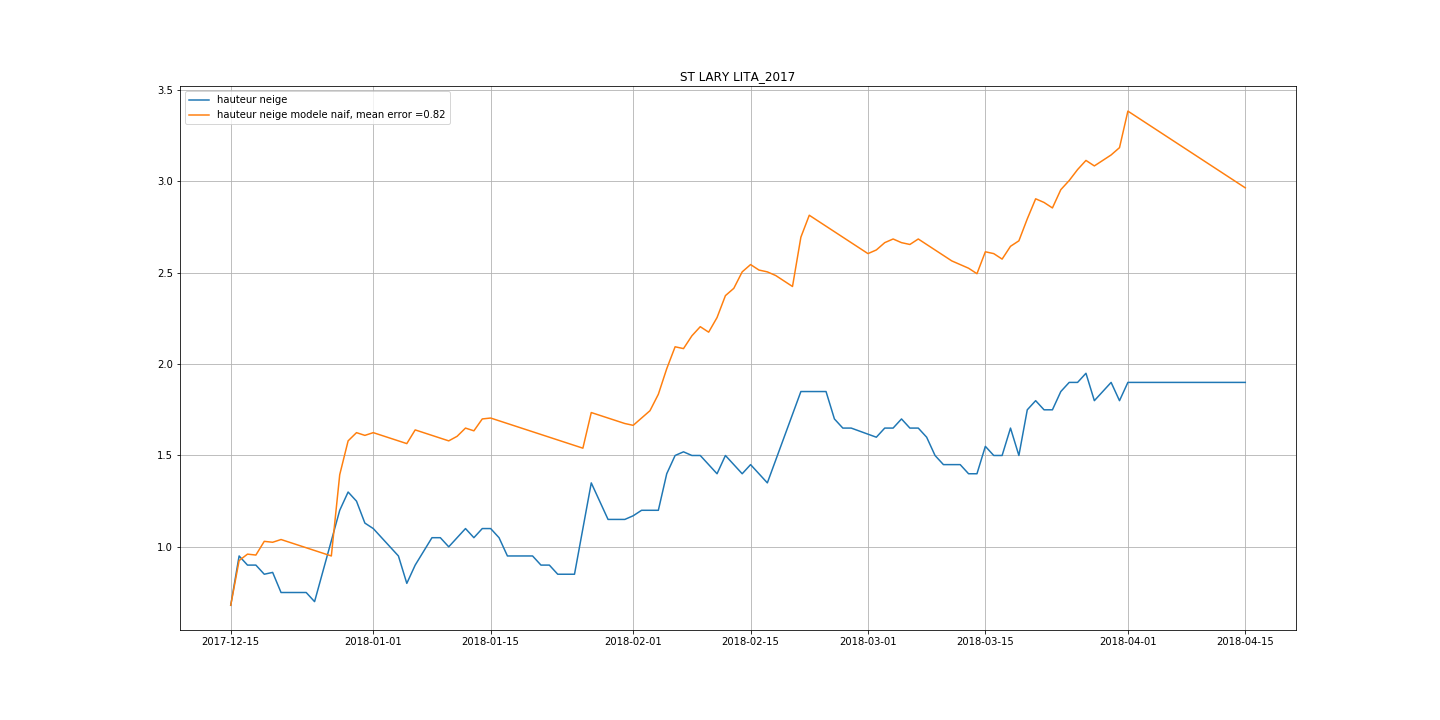 ST LARY LITA_2017
hauteur neige
hauteur neige modele naif, mean error =0.82
3.5
3.0
2.5
2.0
1.5
1.0
2017-12-15 2018-01-01 2018-01-15 2018-02-01 2018-02-15 2018-03-01 2018-03-15 2018-04-01 2018-04-15